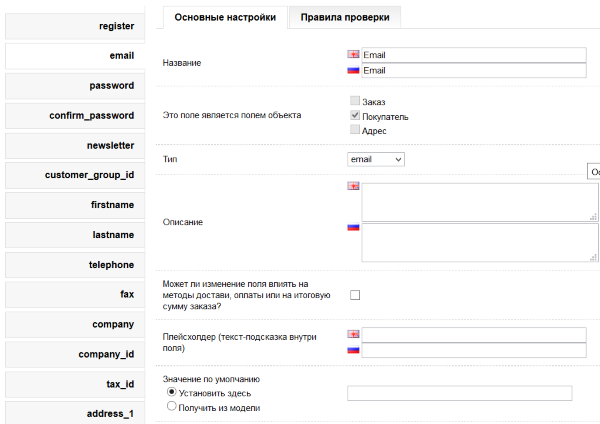 register
email
password
confirm_password
newsletter
customer_group_id
firstname
lastname
telephone
fax
company
company_id
tax_id
address_1
Основные настройки
Правила проверки
Название
Email
Email
Это поле является полем объекта
Заказ
Покупатель
Адрес
Тип
email
Ос
Описание
Может ли изменение поля впиять на
методы достави, оплаты или на итоговую
сумму заказа?
Плейсхолдер (текст-подсказка внутри
поля)
Значение по умолчанию
Установить здесь
Получить из модели